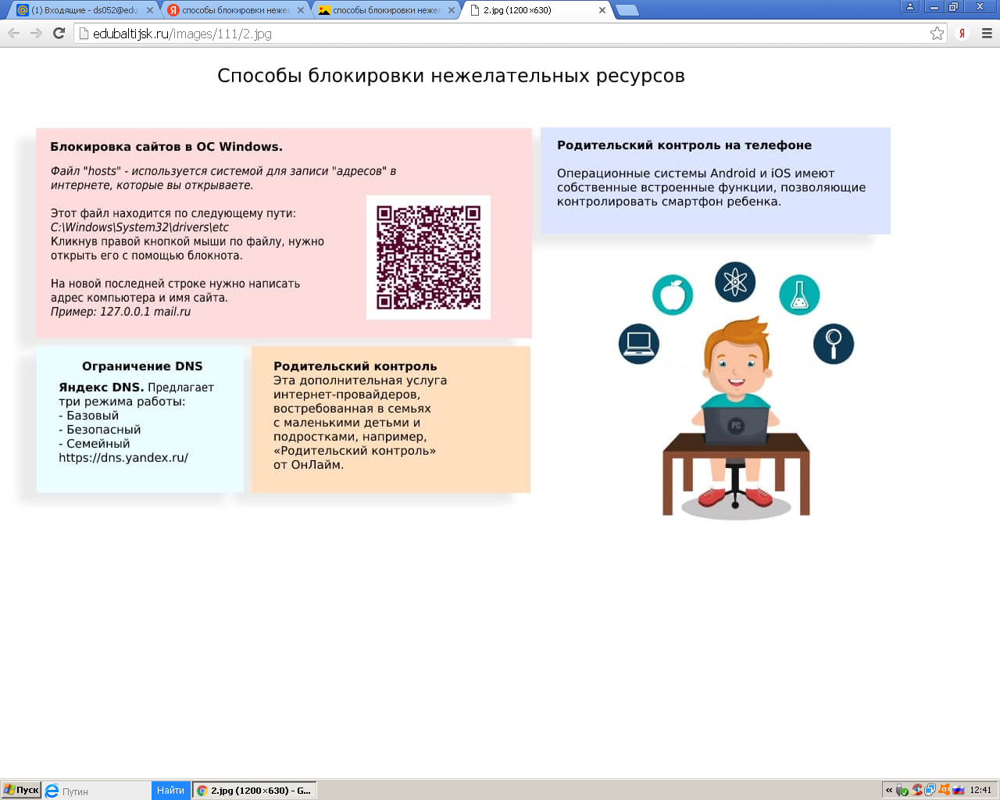 (1) Входящие - ds052@edu
способы блокировки нежел
способы блокировки нежел
2.jpg (1200×630)
edubaltijsk.ru/images/111/2.jpg
Я
Способы блокировки нежелательных ресурсов
Блокировка сайтов в ОС Windows.
Файл "hosts" - используется системой для записи "адресов" в
интернете, которые вы открываете.
Этот файл находится по следующему пути:
C:\Windows\System32\drivers\etc
Кликнув правой кнопкой мыши по файлу, нужно
открыть его с помощью блокнота.
На новой последней строке нужно написать
адрес компьютера и имя сайта.
Пример: 127.0.0.1 mail.ru
Родительский контроль на телефоне
Операционные системы Android и iOS имеют
собственные встроенные функции, позволяющие
контролировать смартфон ребенка.
Ограничение DNS
Яндекс DNS. Предлагает
три режима работы:
- Базовый
- Безопасный
- Семейный
https://dns.yandex.ru/
Родительский контроль
Эта дополнительная услуга
интернет-провайдеров,
востребованная в семьях
с маленькими детьми и
подростками, например,
«Родительский контроль»
от ОнЛайм.
PC
Пуск
Путин
Найти
2.jpg (1200×630) - G...
12:41